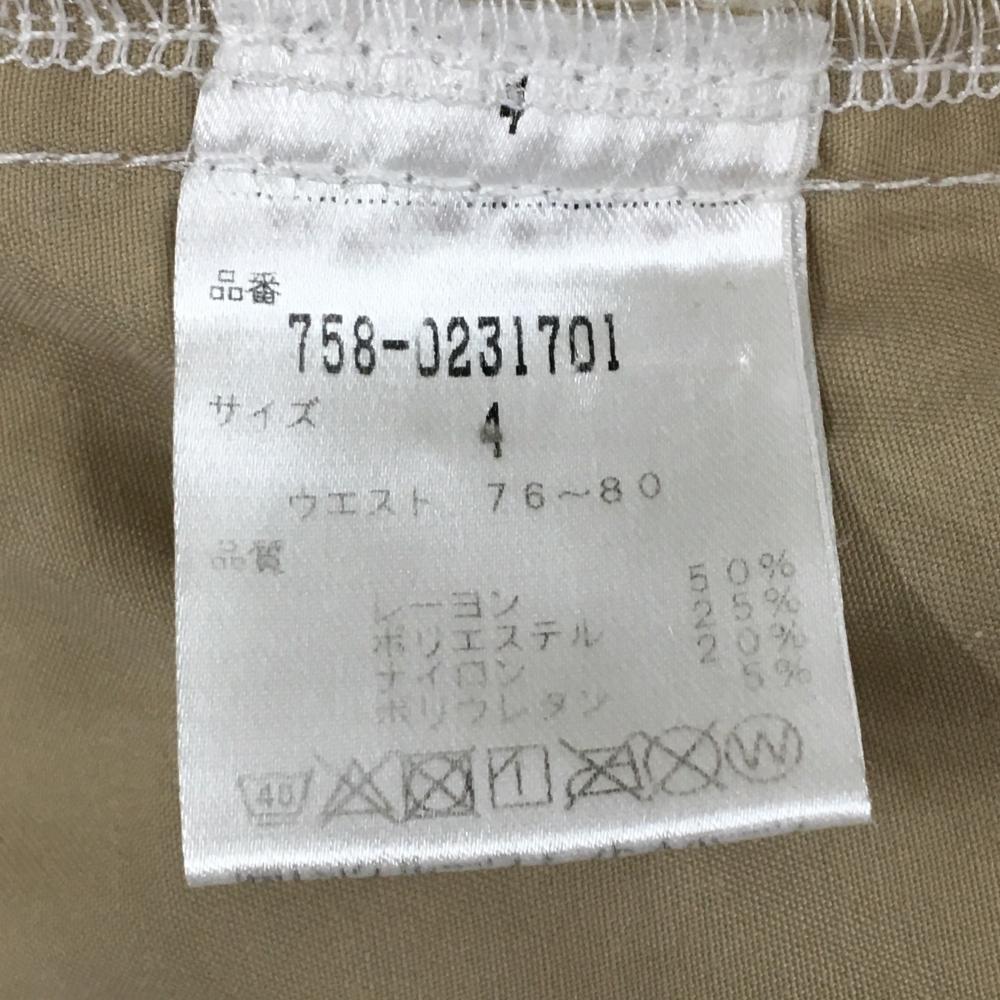 4
品番
758-0231701
サイズ 4
ウエスト 76～80
品質
レーヨン 50%
ポリエステル 25%
ナイロン 20%
ポリウレタン 5%
40 W